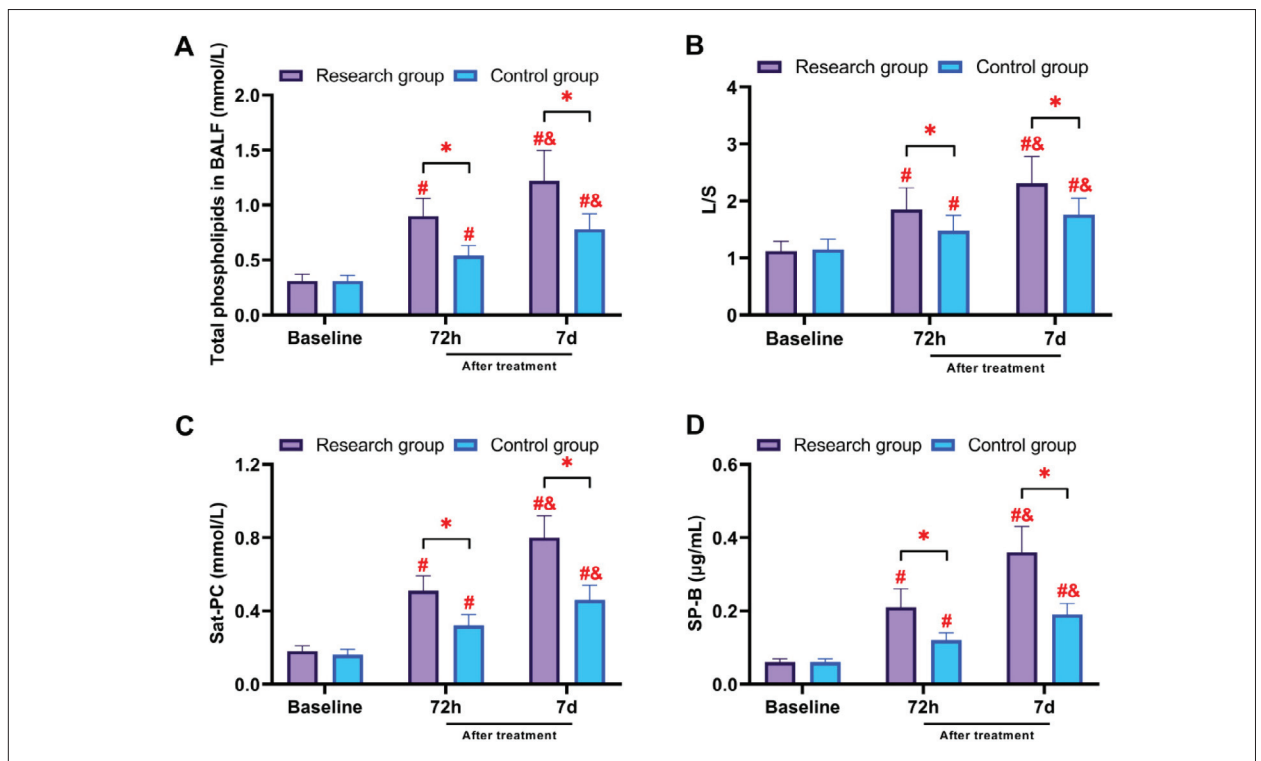 A
Research group Control group
Total phospholipids in BALF (mmol/L)
2.0
1.5
1.0
0.5
0.0
#
#
*
#&
#&
*
Baseline 72h 7d
After treatment
B
Research group Control group
L/S
4
3
2
1
0
#
#
*
#&
#&
*
Baseline 72h 7d
After treatment
C
Research group Control group
Sat-PC (mmol/L)
1.2
0.8
0.4
0.0
#
#
*
#&
#&
*
Baseline 72h 7d
After treatment
D
Research group Control group
SP-B (μg/mL)
0.6
0.4
0.2
0.0
#
#
*
#&
#&
*
Baseline 72h 7d
After treatment